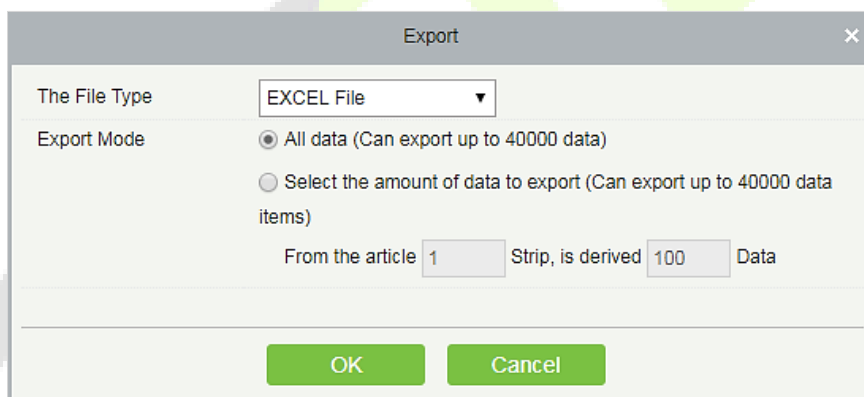 Export
The File Type
EXCEL File
Export Mode
All data (Can export up to 40000 data)
Select the amount of data to export (Can export up to 40000 data
items)
From the article 1 Strip, is derived 100 Data
OK
Cancel